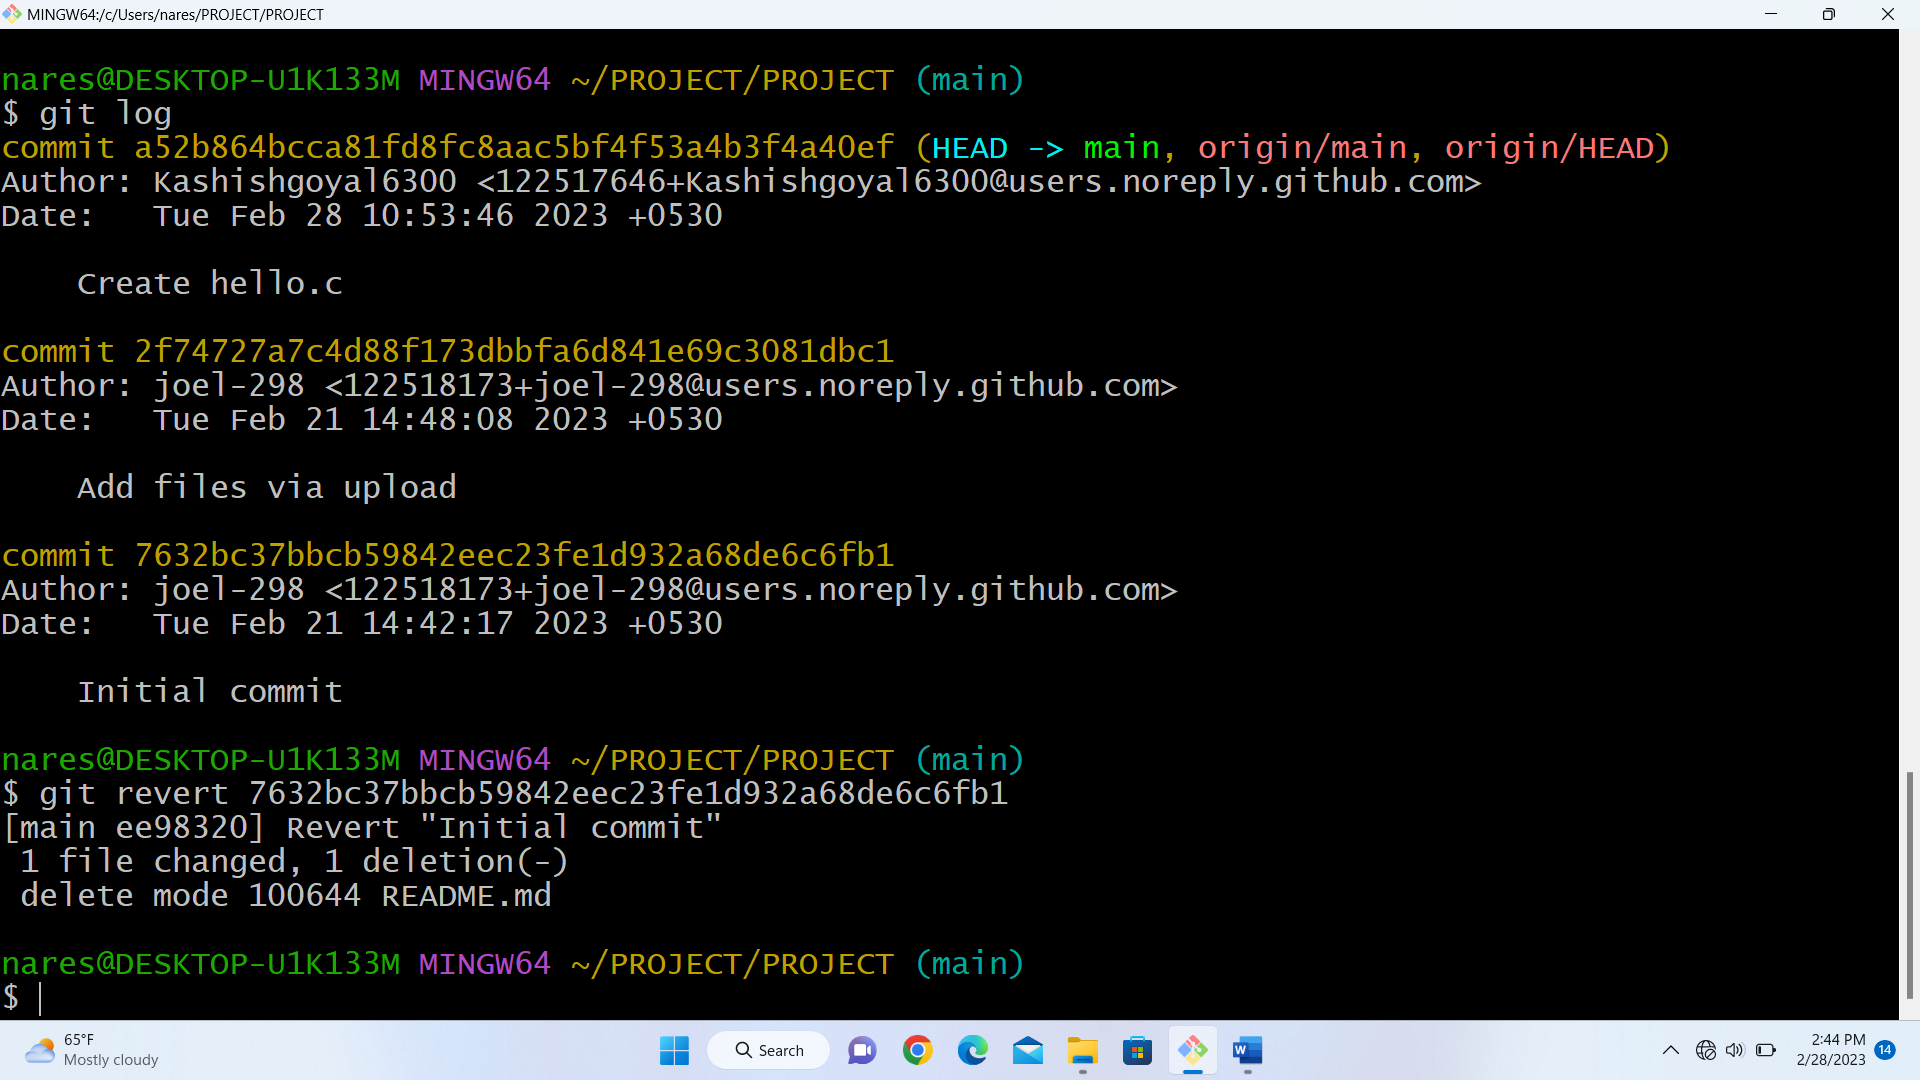 MINGW64:/c/Users/nares/PROJECT/PROJECT
nares@DESKTOP-U1K133M MINGW64 ~/PROJECT/PROJECT (main)
$ git log
commit a52b864bcca81fd8fc8aac5bf4f53a4b3f4a40ef (HEAD -> main, origin/main, origin/HEAD)
Author: Kashishgoyal6300 <122517646+Kashishgoyal6300@users.noreply.github.com>
Date:   Tue Feb 28 10:53:46 2023 +0530
    Create hello.c
commit 2f74727a7c4d88f173dbbfa6d841e69c3081dbc1
Author: joel-298 <122518173+joel-298@users.noreply.github.com>
Date:   Tue Feb 21 14:48:08 2023 +0530
    Add files via upload
commit 7632bc37bbcb59842eec23fe1d932a68de6c6fb1
Author: joel-298 <122518173+joel-298@users.noreply.github.com>
Date:   Tue Feb 21 14:42:17 2023 +0530
    Initial commit
nares@DESKTOP-U1K133M MINGW64 ~/PROJECT/PROJECT (main)
$ git revert 7632bc37bbcb59842eec23fe1d932a68de6c6fb1
[main ee98320] Revert "Initial commit"
 1 file changed, 1 deletion(-)
 delete mode 100644 README.md
nares@DESKTOP-U1K133M MINGW64 ~/PROJECT/PROJECT (main)
$
65°F
Mostly cloudy
Search
W
2:44 PM
2/28/2023
14